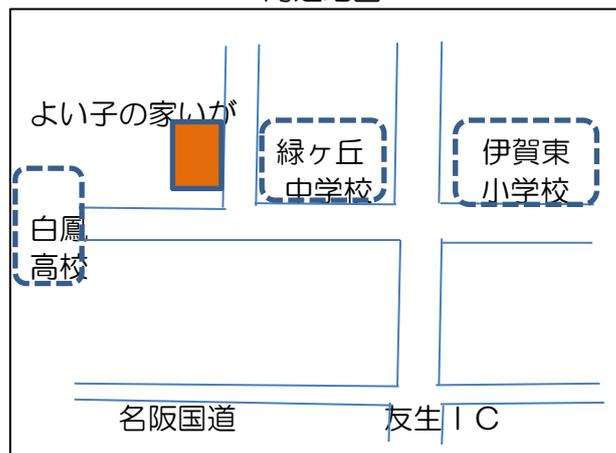 よい子の家いが
緑ヶ丘
中学校
伊賀東
小学校
白鳳
高校
名阪国道
友生ＩＣ